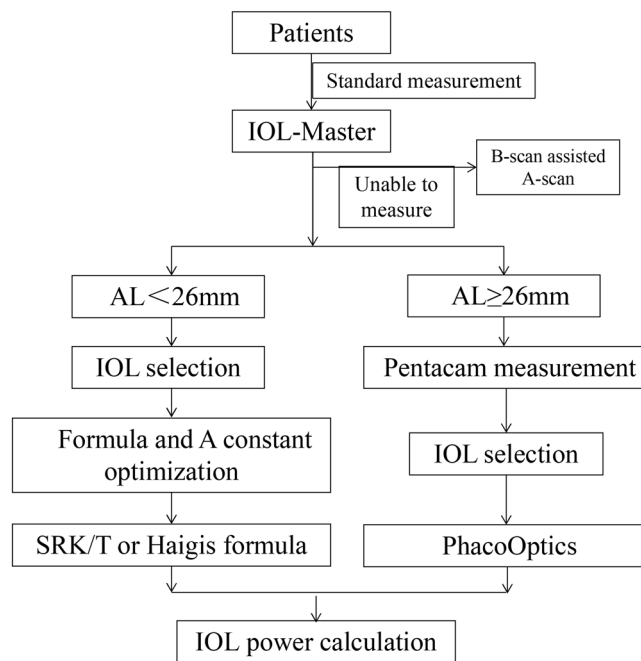 Patients
Standard measurement
IOL-Master
B-scan assisted
A-scan
Unable to
measure
AL＜26mm
AL≥26mm
IOL selection
Pentacam measurement
Formula and A constant
optimization
IOL selection
SRK/T or Haigis formula
PhacoOptics
IOL power calculation